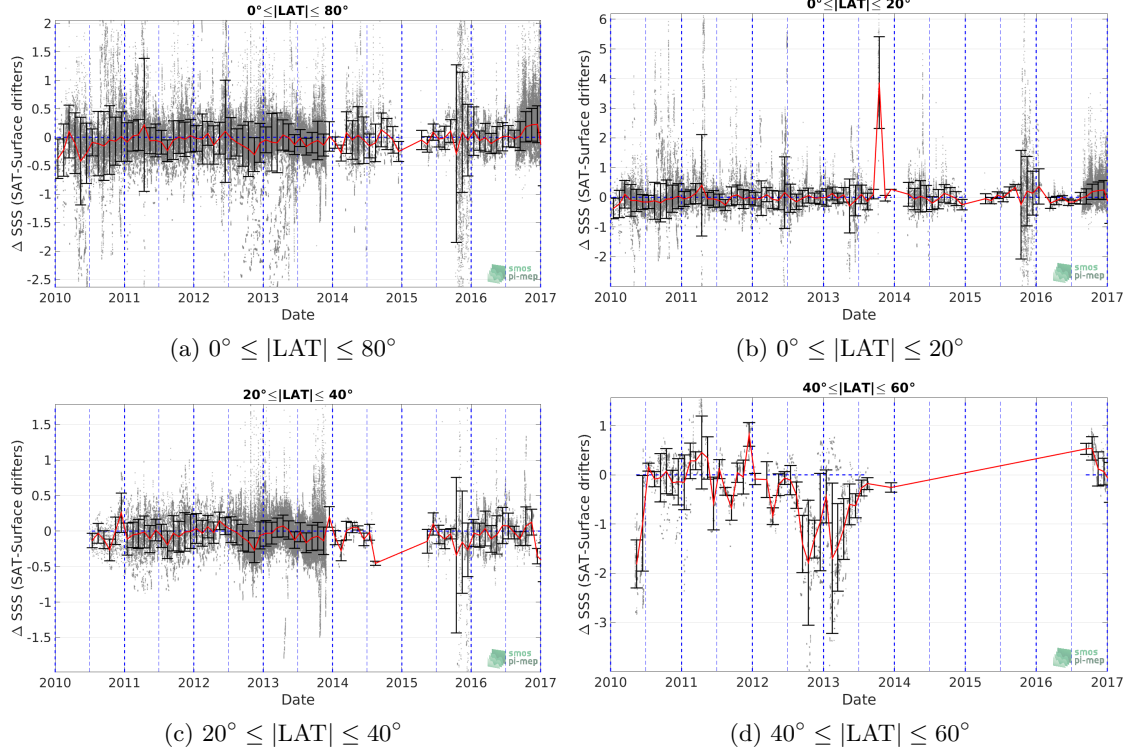 0°≤|LAT|≤ 80°
Δ SSS (SAT-Surface drifters)
2
1.5
1
0.5
0
-0.5
-1
-1.5
-2
-2.5
2010 2011 2012 2013 2014 2015 2016 2017
Date
smos
pi-mep
(a) 0° ≤ |LAT| ≤ 80°
0°≤|LAT|≤ 20°
Δ SSS (SAT-Surface drifters)
6
5
4
3
2
1
0
-1
-2
2010 2011 2012 2013 2014 2015 2016 2017
Date
smos
pi-mep
(b) 0° ≤ |LAT| ≤ 20°
20°≤|LAT|≤ 40°
Δ SSS (SAT-Surface drifters)
1.5
1
0.5
0
-0.5
-1
-1.5
2010 2011 2012 2013 2014 2015 2016 2017
Date
smos
pi-mep
(c) 20° ≤ |LAT| ≤ 40°
40°≤|LAT|≤ 60°
Δ SSS (SAT-Surface drifters)
1
0
-1
-2
-3
2010 2011 2012 2013 2014 2015 2016 2017
Date
smos
pi-mep
(d) 40° ≤ |LAT| ≤ 60°